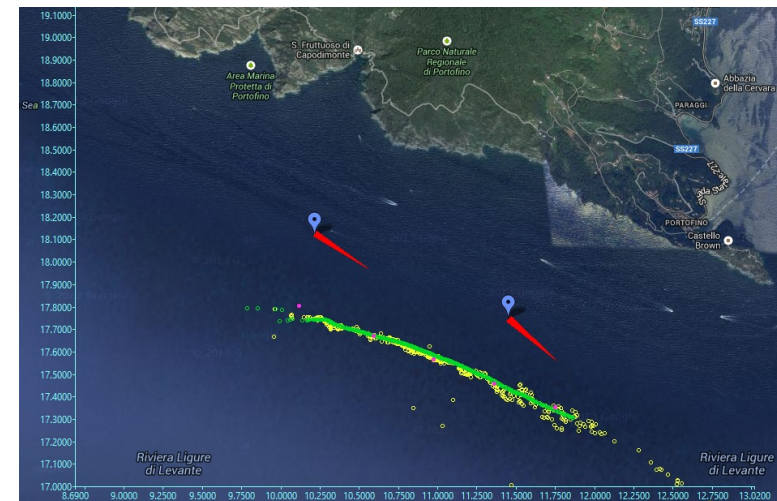 19.1000
19.0000
18.9000
18.8000
18.7000
18.6000
18.5000
18.4000
18.3000
18.2000
18.1000
18.0000
17.9000
17.8000
17.7000
17.6000
17.5000
17.4000
17.3000
17.2000
17.1000
17.0000
8.6900
9.0000
9.2500
9.5000
9.7500
10.0000
10.2500
10.5000
10.7500
11.0000
11.2500
11.5000
11.7500
12.0000
12.2500
12.5000
12.7500
13.0200
Sea
SS227
S. Fruttuoso di
Capodimonte
Parco Naturale
Regionale
di Portofino
Area Marina
Protetta di
Portofino
Abbazia
della Cervara
PARAGGI
SS227
PORTOFINO
Castello
Brown
Riviera Ligure
di Levante
Riviera Ligure
di Levante